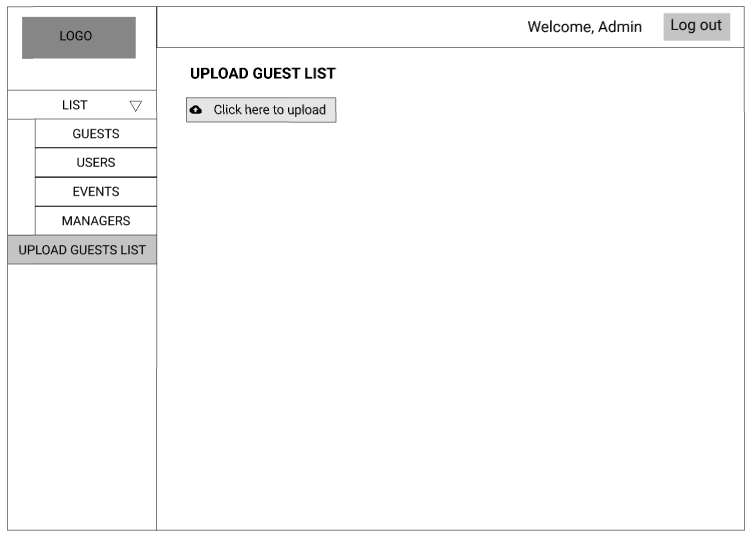 LOGO
Welcome, Admin
Log out
UPLOAD GUEST LIST
Click here to upload
LIST
GUESTS
USERS
EVENTS
MANAGERS
UPLOAD GUESTS LIST